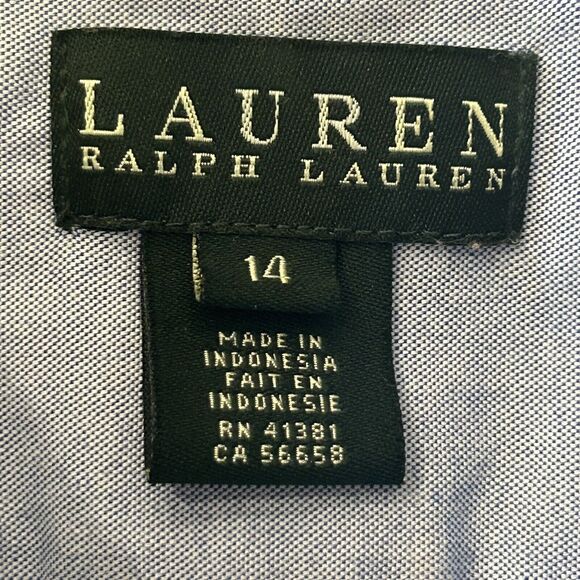 LAUREN
RALPH LAUREN
14
MADE IN
INDONESIA
FAIT EN
INDONESIE
RN 41381
CA 56658